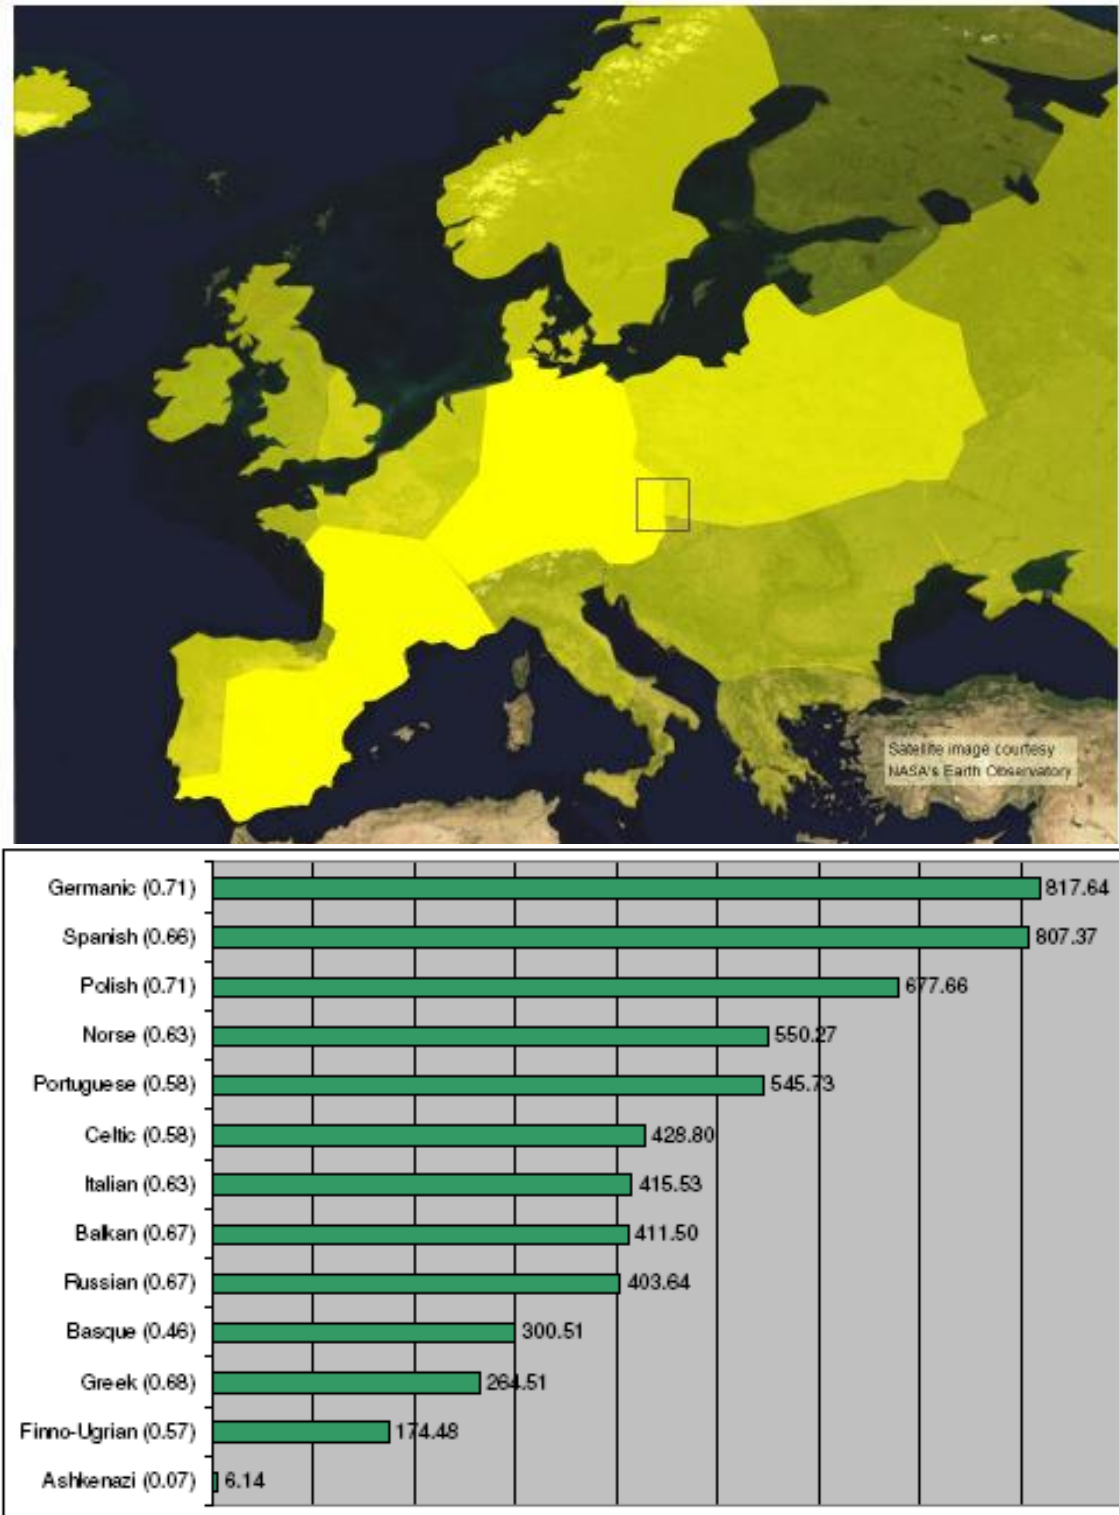 Satellite image courtesy
NASA's Earth Observatory
Germanic (0.71) 817.64
Spanish (0.66) 807.37
Polish (0.71) 677.66
Norse (0.63) 550.27
Portuguese (0.58) 545.73
Celtic (0.58) 428.80
Italian (0.63) 415.53
Balkan (0.67) 411.50
Russian (0.67) 403.64
Basque (0.46) 300.51
Greek (0.68) 264.51
Finno-Ugrian (0.57) 174.48
Ashkenazi (0.07) 6.14